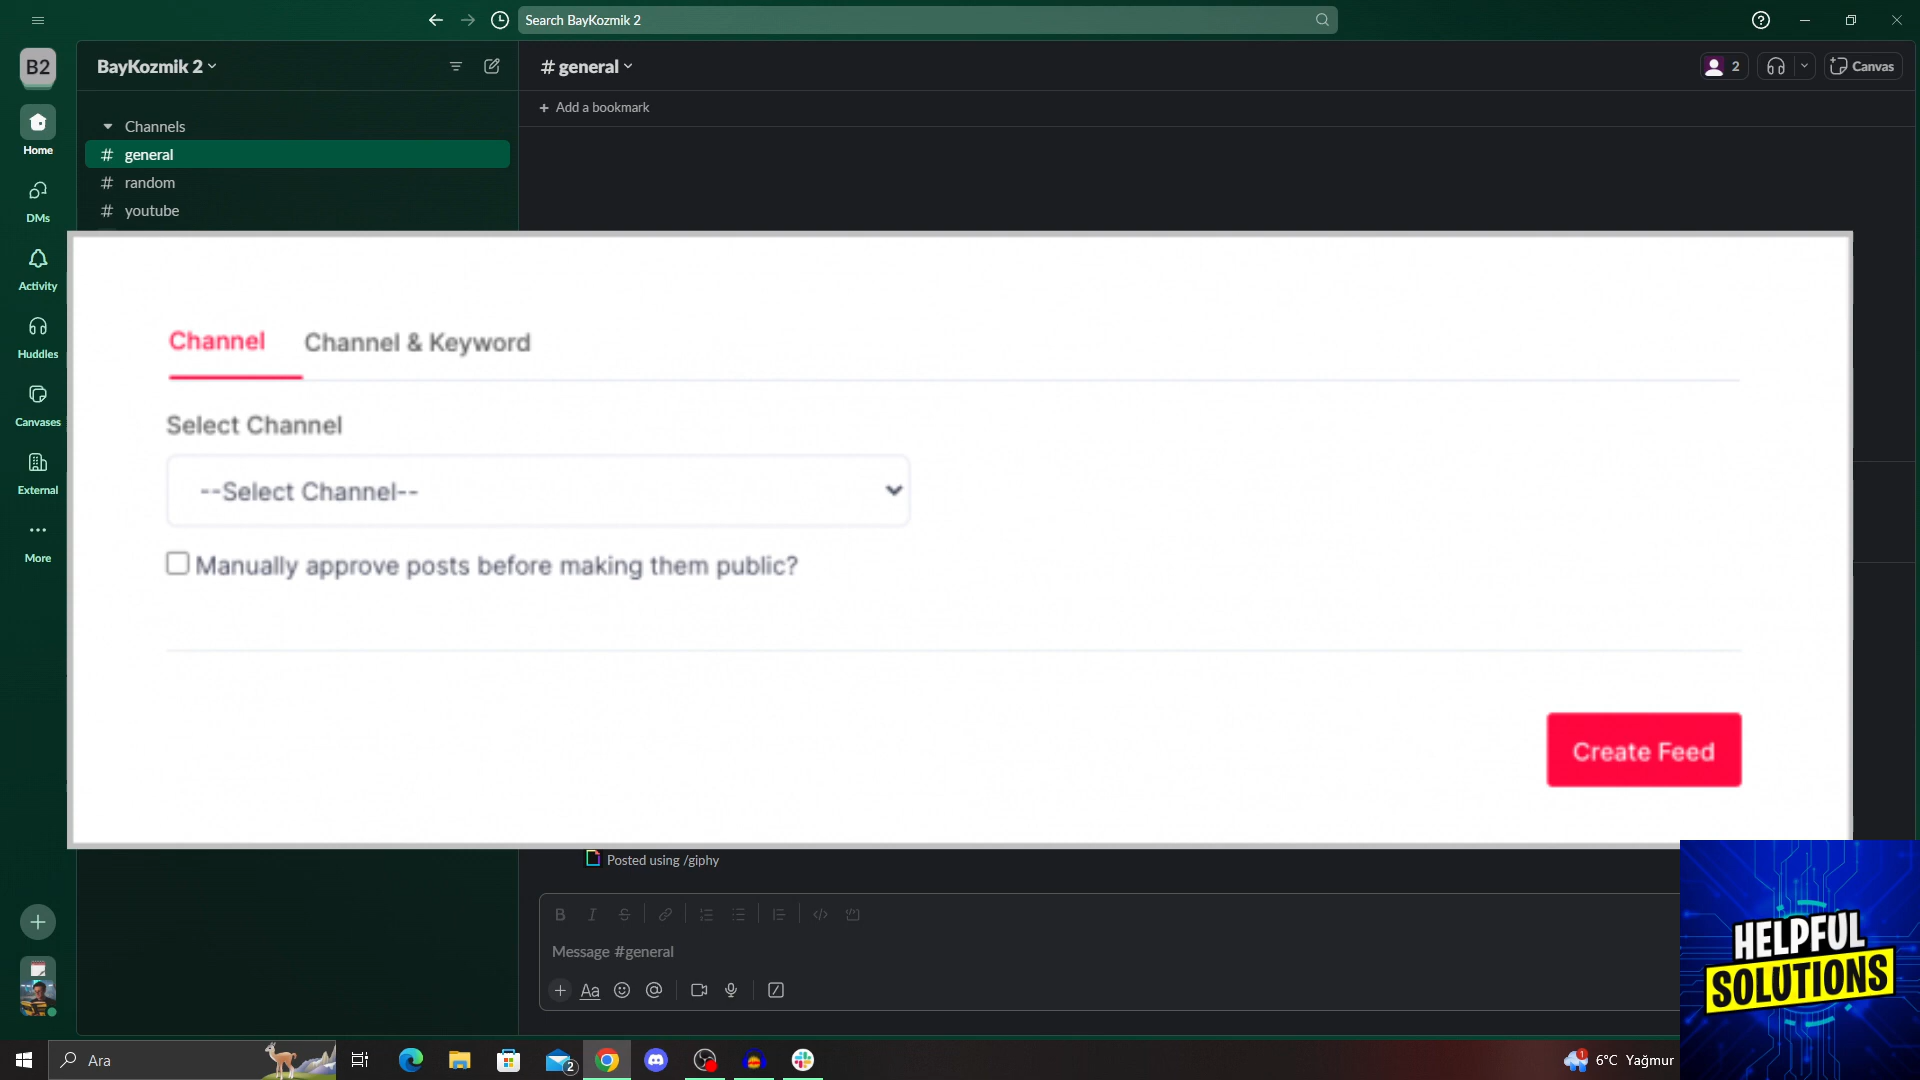 Search BayKozmik 2
B2
BayKozmik 2
# general
2
Canvas
+ Add a bookmark
Home
Channels
# general
# random
# youtube
DMs
Activity
Huddles
Canvases
External
More
Channel
Channel & Keyword
Select Channel
--Select Channel--
Manually approve posts before making them public?
Create Feed
Posted using /giphy
Message #general
Aa
HELPFUL
SOLUTIONS
Ara
2
1
6°C Yağmur